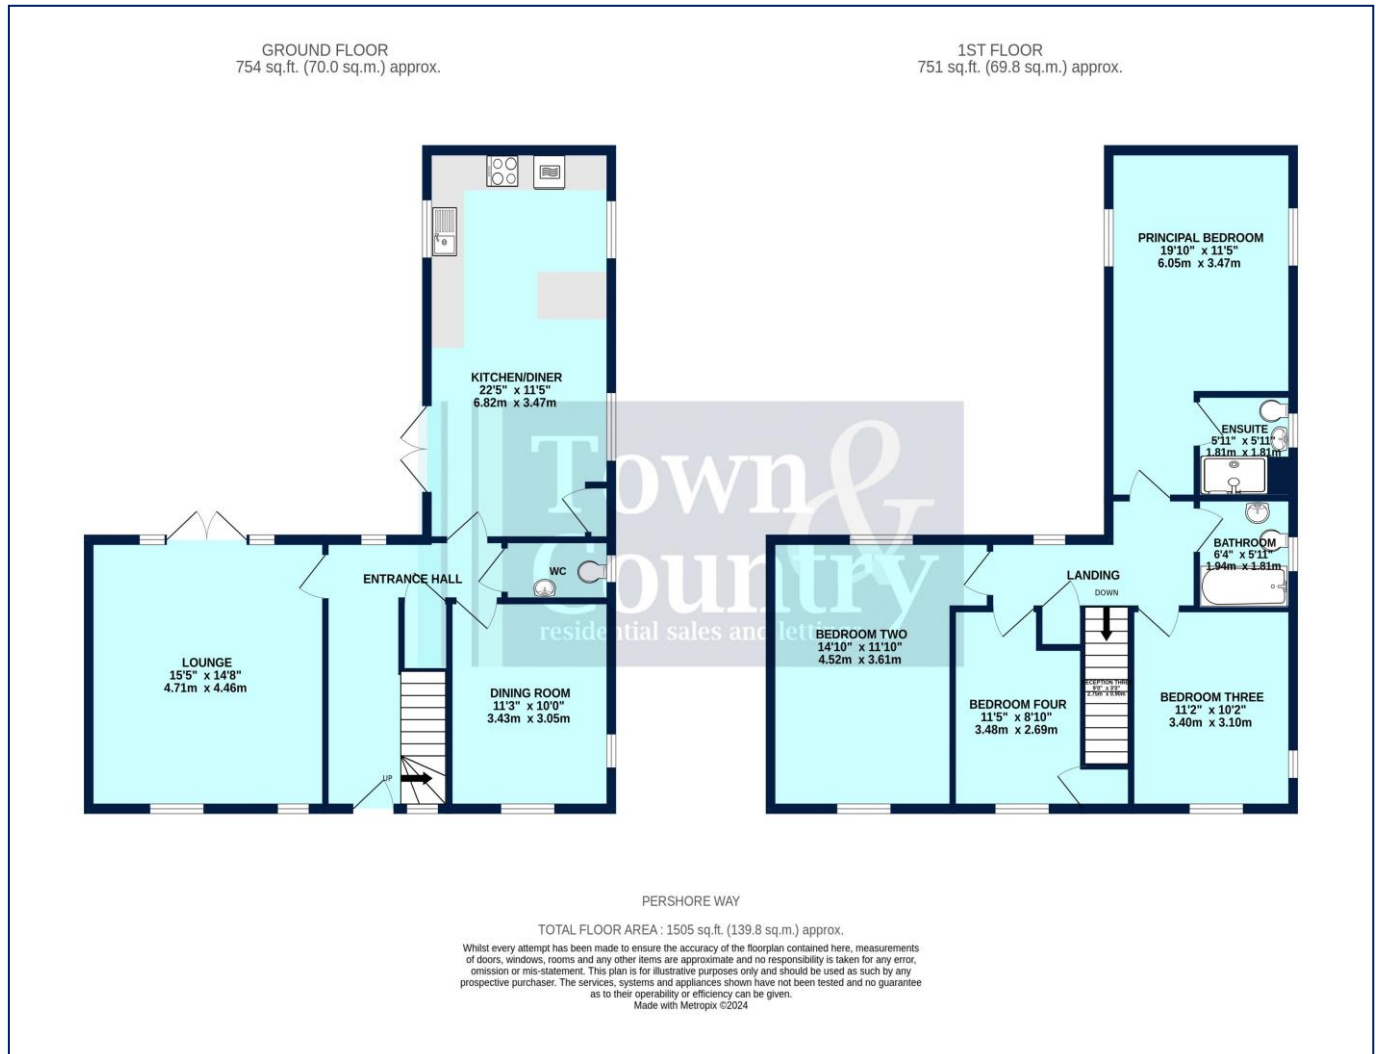 GROUND FLOOR
754 sq.ft. (70.0 sq.m.) approx.
1ST FLOOR
751 sq.ft. (69.8 sq.m.) approx.
KITCHEN/DINER
22'5" x 11'5"
6.82m x 3.47m
ENTRANCE HALL
WC
LOUNGE
15'5" x 14'8"
4.71m x 4.46m
DINING ROOM
11'3" x 10'0"
3.43m x 3.05m
UP
PRINCIPAL BEDROOM
19'10" x 11'5"
6.05m x 3.47m
ENSUITE
5'11" x 5'11"
1.81m x 1.81m
BATHROOM
6'4" x 5'11"
1.94m x 1.81m
LANDING
DOWN
BEDROOM TWO
14'10" x 11'10"
4.52m x 3.61m
BEDROOM FOUR
11'5" x 8'10"
3.48m x 2.69m
BEDROOM THREE
11'2" x 10'2"
3.40m x 3.10m
Town &
Country
residential sales and lettings
PERSHORE WAY
TOTAL FLOOR AREA : 1505 sq.ft. (139.8 sq.m.) approx.
Whilst every attempt has been made to ensure the accuracy of the floorplan contained here, measurements
of doors, windows, rooms and any other items are approximate and no responsibility is taken for any error,
omission or mis-statement. This plan is for illustrative purposes only and should be used as such by any
prospective purchaser. The services, systems and appliances shown have not been tested and no guarantee
as to their operability or efficiency can be given.
Made with Metropix ©2024